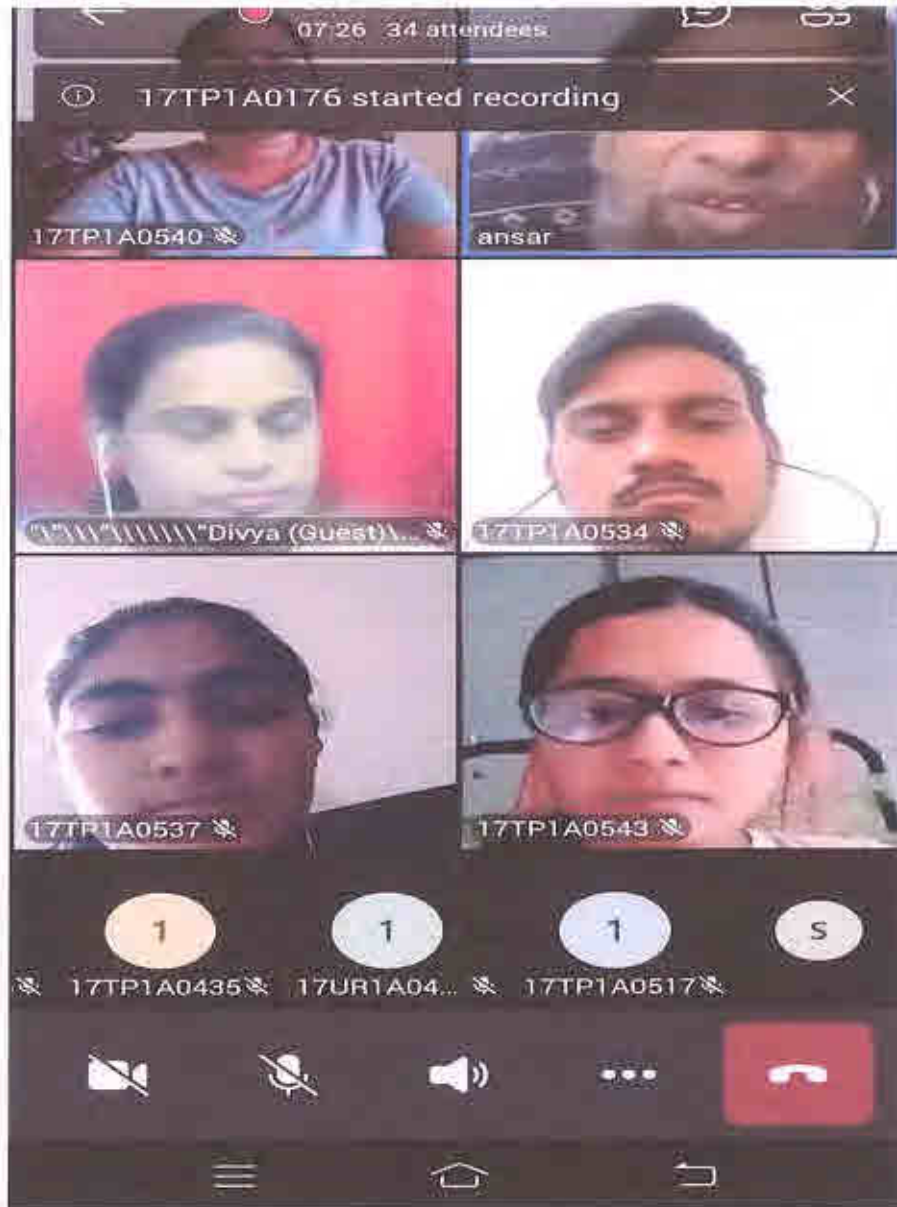 07:26 34 attendees
17TP1A0176 started recording
17TP1A0540
ansar
"\"\\\"\\\\\\\"Divya (Guest)\...
17TP1A0534
17TP1A0537
17TP1A0543
1 1 1 S
17TP1A0435 17UR1A04... 17TP1A0517